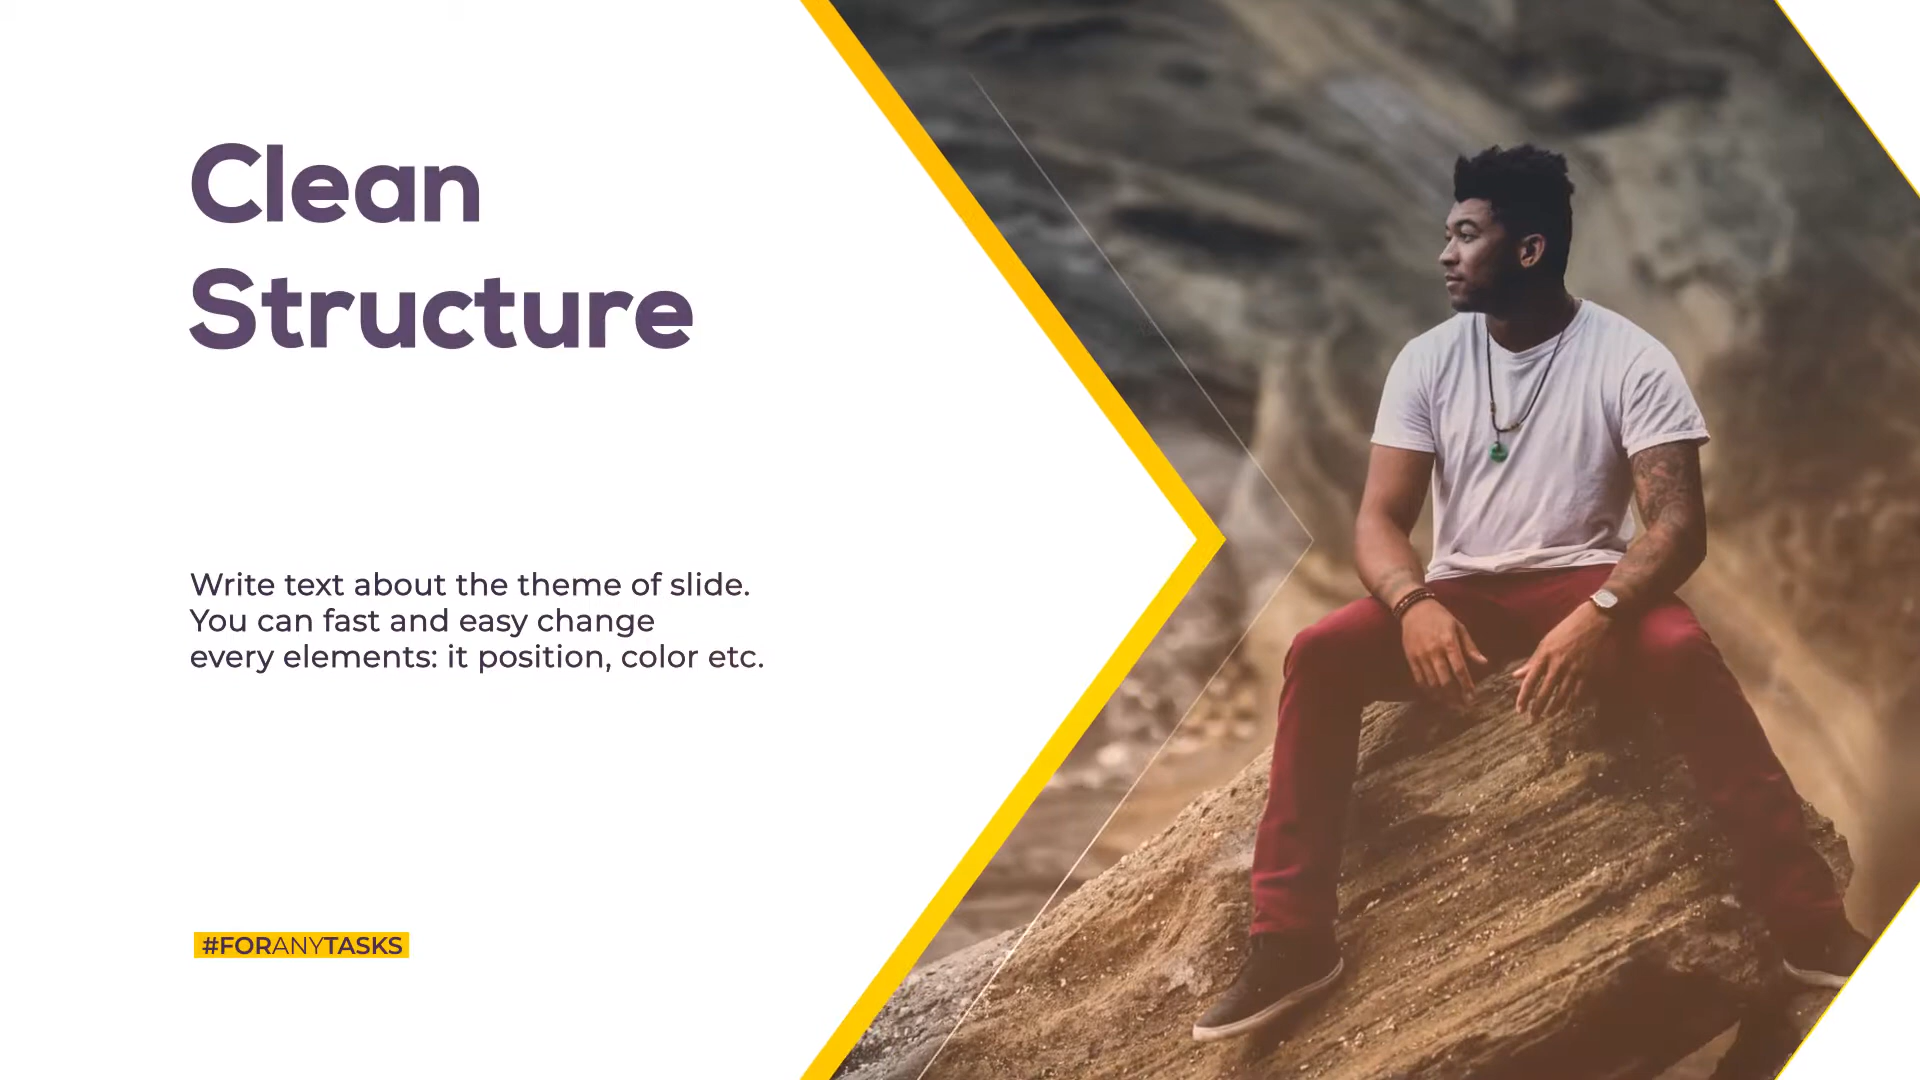 Clean
Structure
Write text about the theme of slide.
You can fast and easy change
every elements: it position, color etc.
#FORANYTASKS